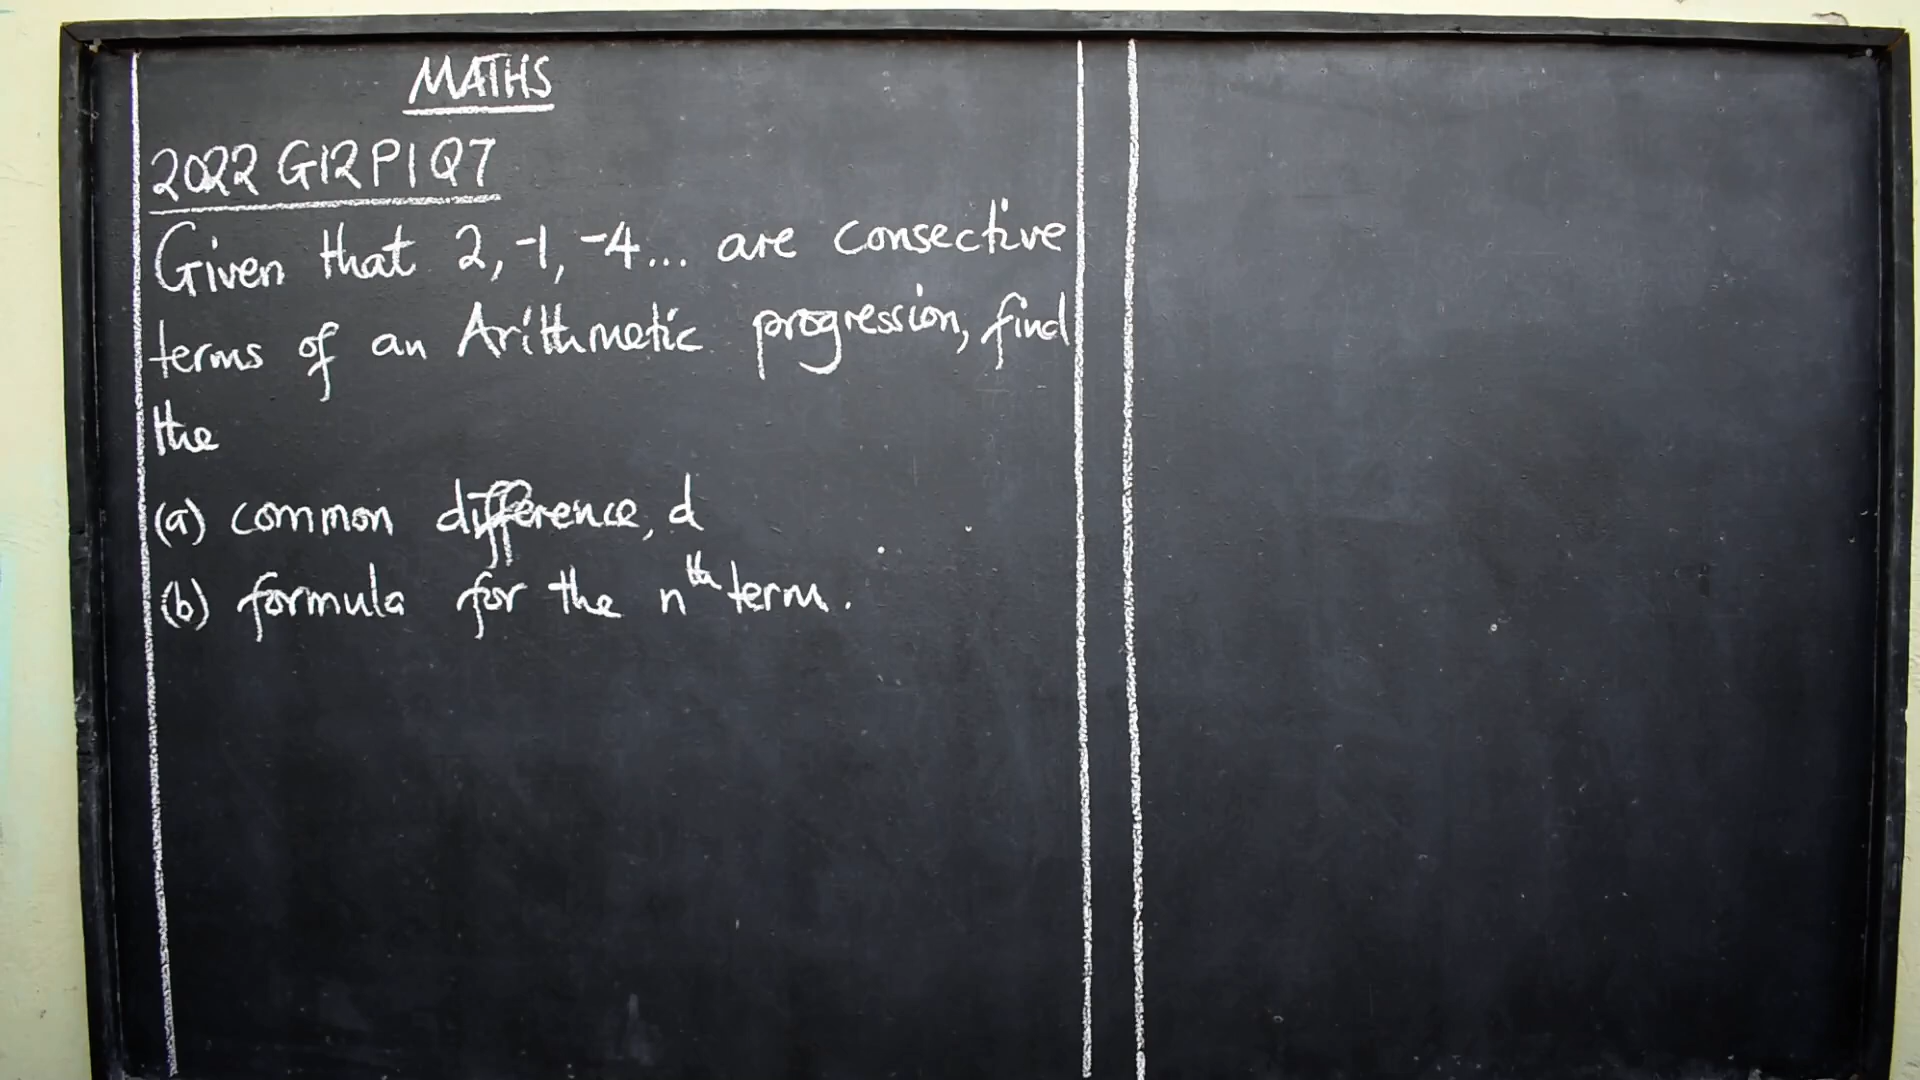 MATHS
2022 G12 P1 Q7
Given that 2, -1, -4... are consective
terms of an Arithmetic progression, find
the
(a) common difference, d
(b) formula for the nth term.